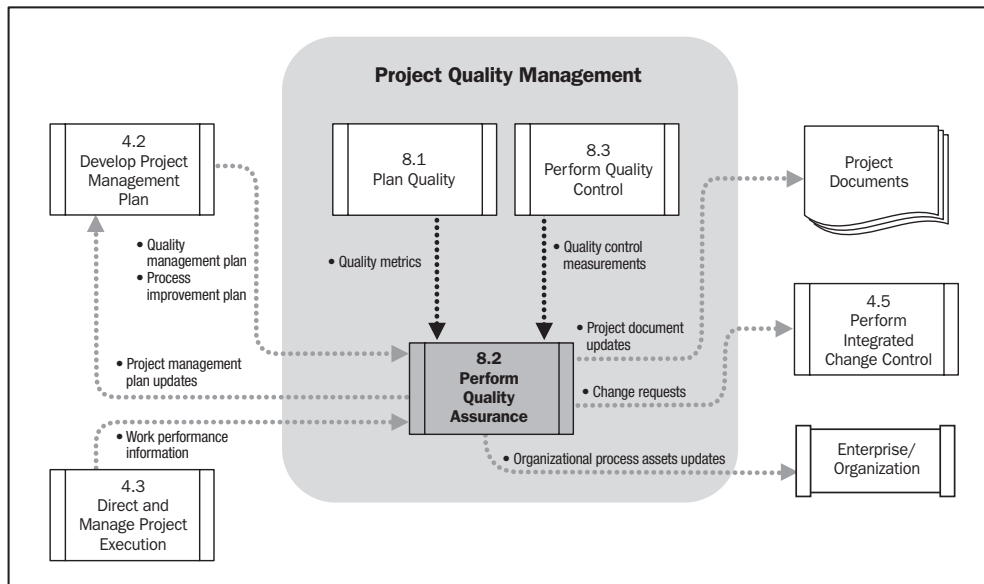 Project Quality Management
4.2
Develop Project
Management
Plan
8.1
Plan Quality
8.3
Perform Quality
Control
Project
Documents
• Quality
management plan
• Process
improvement plan
• Quality metrics
• Quality control
measurements
4.5
Perform
Integrated
Change Control
• Project document
updates
8.2
Perform
Quality
Assurance
• Project management
plan updates
• Change requests
• Work performance
information
• Organizational process assets updates
Enterprise/
Organization
4.3
Direct and
Manage Project
Execution